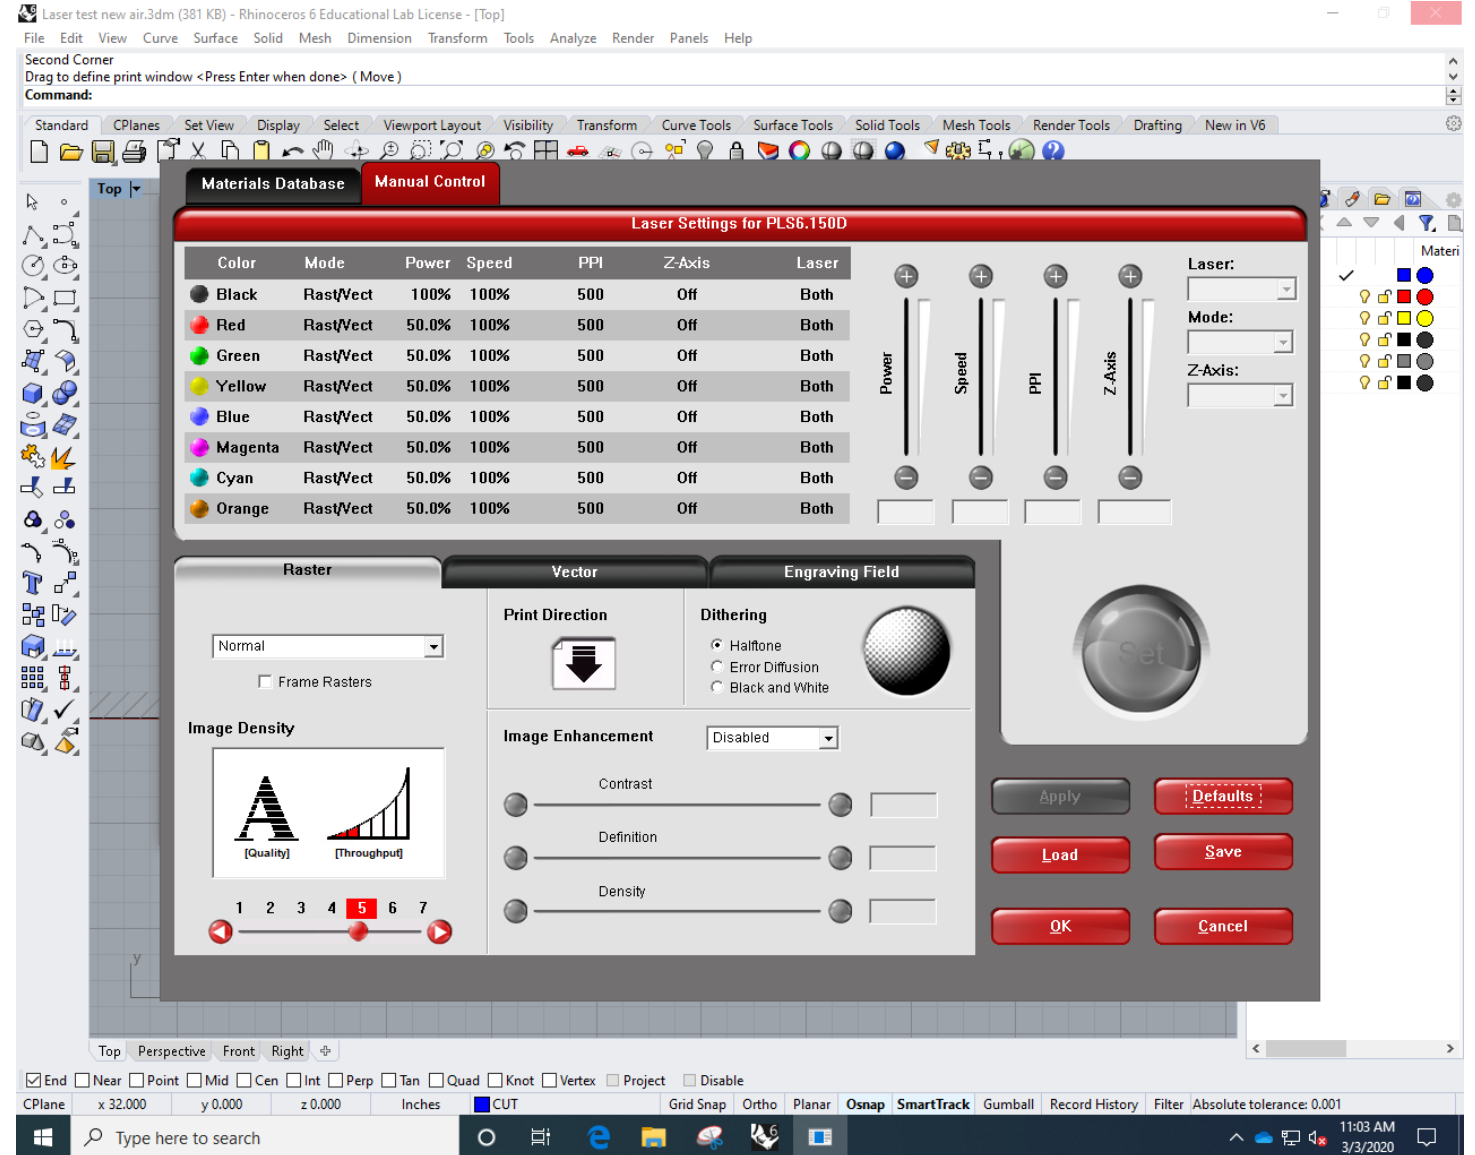 Laser test new air.3dm (381 KB) - Rhinoceros 6 Educational Lab License - [Top]
File Edit View Curve Surface Solid Mesh Dimension Transform Tools Analyze Render Panels Help
Second Corner
Drag to define print window <Press Enter when done> ( Move )
Command:
Standard CPlanes Set View Display Select Viewport Layout Visibility Transform Curve Tools Surface Tools Solid Tools Mesh Tools Render Tools Drafting New in V6
Top
Materials Database Manual Control
Laser Settings for PLS6.150D
Materi
Color Mode Power Speed PPI Z-Axis Laser
Black Rast/Vect 100% 100% 500 Off Both
Red Rast/Vect 50.0% 100% 500 Off Both
Green Rast/Vect 50.0% 100% 500 Off Both
Yellow Rast/Vect 50.0% 100% 500 Off Both
Blue Rast/Vect 50.0% 100% 500 Off Both
Magenta Rast/Vect 50.0% 100% 500 Off Both
Cyan Rast/Vect 50.0% 100% 500 Off Both
Orange Rast/Vect 50.0% 100% 500 Off Both
Power
Speed
PPI
Z-Axis
Laser:
Mode:
Z-Axis:
Raster Vector Engraving Field
Normal
Frame Rasters
Print Direction
Dithering
Halftone
Error Diffusion
Black and White
Set
Image Density
A
[Quality] [Throughput]
1 2 3 4 5 6 7
Image Enhancement Disabled
Contrast
Definition
Density
Apply Defaults
Load Save
OK Cancel
y
Top Perspective Front Right
End Near Point Mid Cen Int Perp Tan Quad Knot Vertex Project Disable
CPlane x 32.000 y 0.000 z 0.000 Inches CUT Grid Snap Ortho Planar Osnap SmartTrack Gumball Record History Filter Absolute tolerance: 0.001
Type here to search
6
11:03 AM
3/3/2020